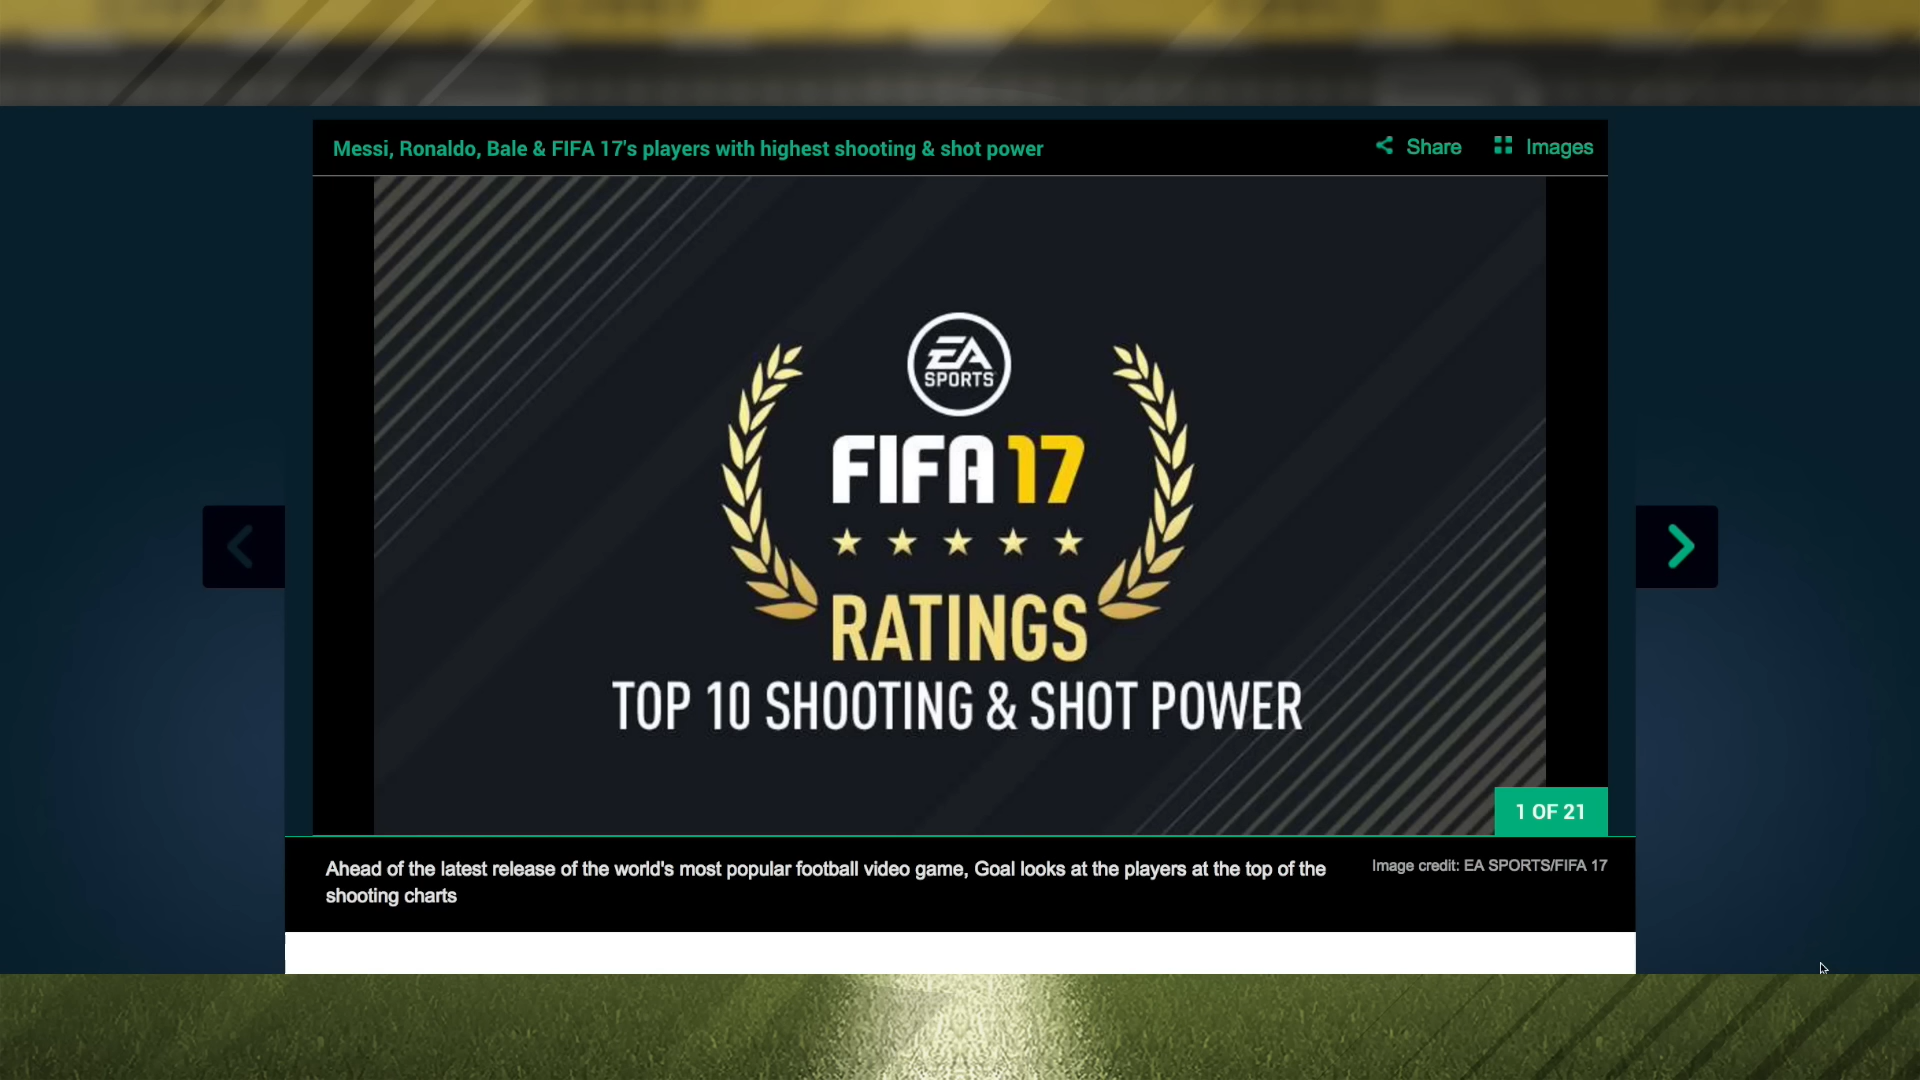 Messi, Ronaldo, Bale & FIFA 17's players with highest shooting & shot power
Share
Images
EA
SPORTS
FIFA 17
RATINGS
TOP 10 SHOOTING & SHOT POWER
1 OF 21
Ahead of the latest release of the world's most popular football video game, Goal looks at the players at the top of the
shooting charts
Image credit: EA SPORTS/FIFA 17